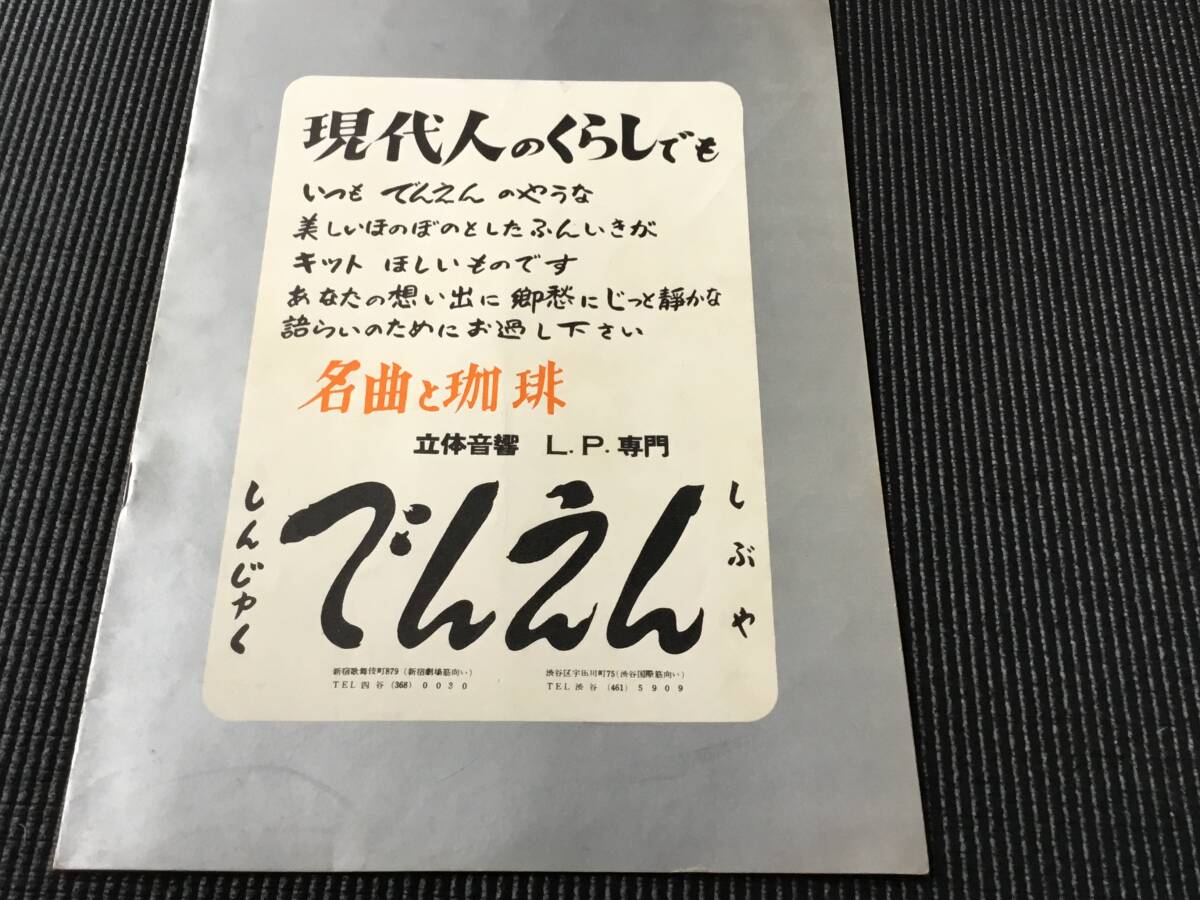 現代人のくらしでも
いつも でんえん のやうな
美しいほのぼのとしたふんいきが
キット ほしいものです
あなたの想い出に 郷愁にじっと靜かな
語らいのためにお過し下さい
名曲と珈琲
立体音響 L.P.専門
しんじゅく
でんえん
しぶや
新宿歌舞伎町879(新宿劇場筋向い)
TEL 四谷 (368) 0030
渋谷区宇田川町75(渋谷国際筋向い)
TEL 渋谷 (461) 5909